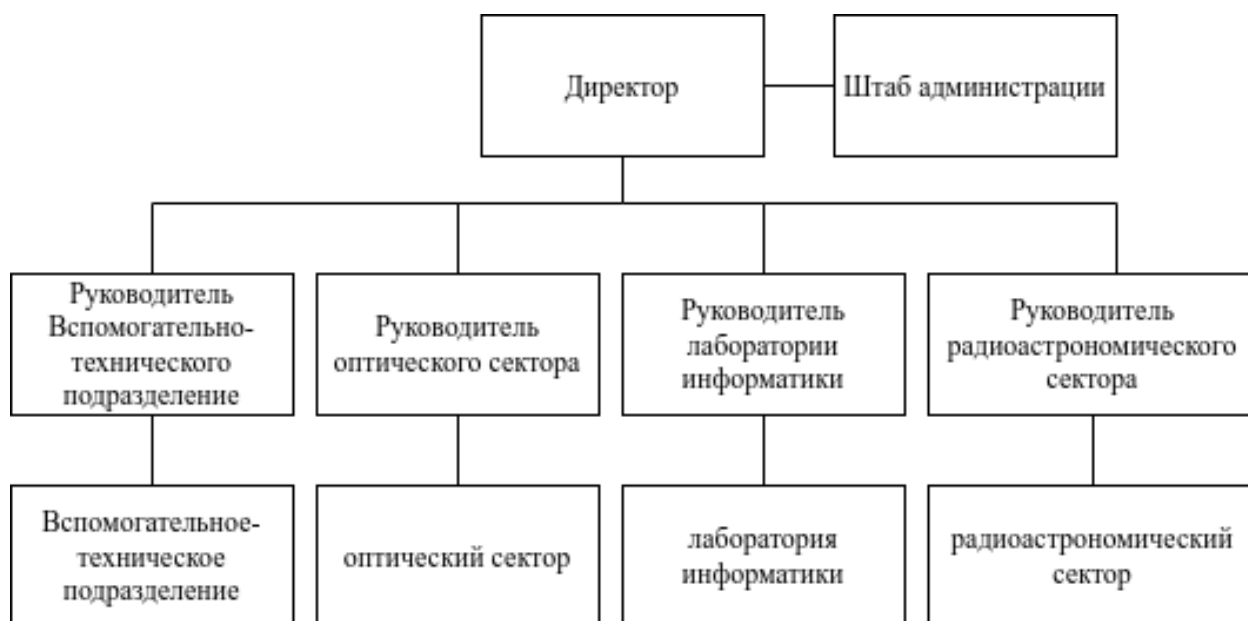 Директор
Штаб администрации
Руководитель
Вспомогательно-
технического
подразделение
Руководитель
оптического сектора
Руководитель
лаборатории
информатики
Руководитель
радиоастрономического
сектора
Вспомогательное-
техническое
подразделение
оптический сектор
лаборатория
информатики
радиоастрономический
сектор